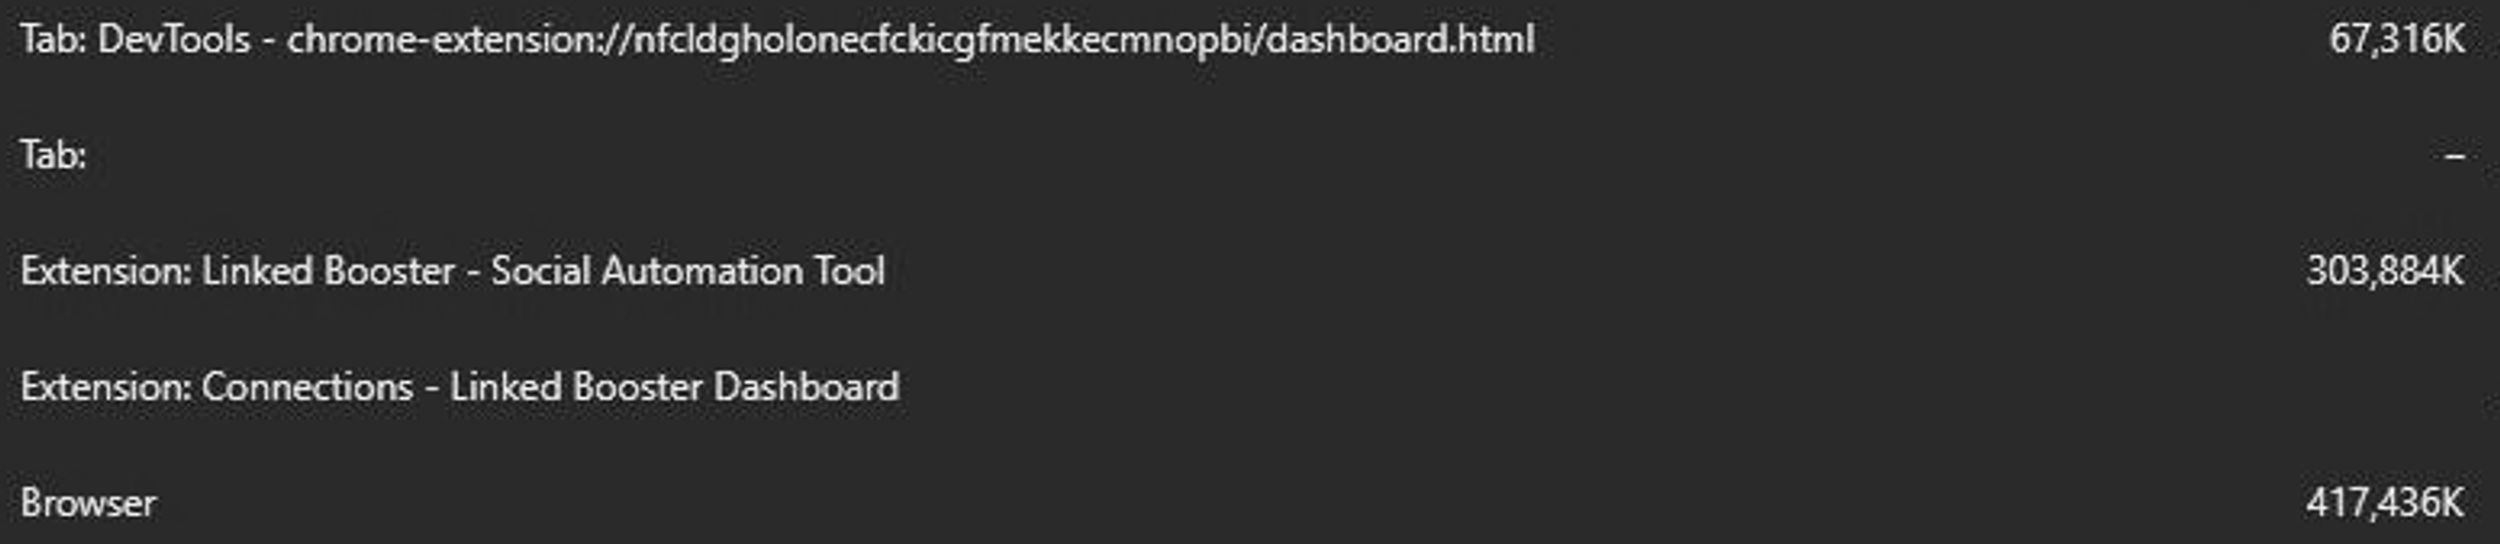 Tab: DevTools - chrome-extension://nfcldgholonecfckicgfmekkecmnopbi/dashboard.html 67,316K
Tab: –
Extension: Linked Booster - Social Automation Tool 303,884K
Extension: Connections - Linked Booster Dashboard
Browser 417,436K